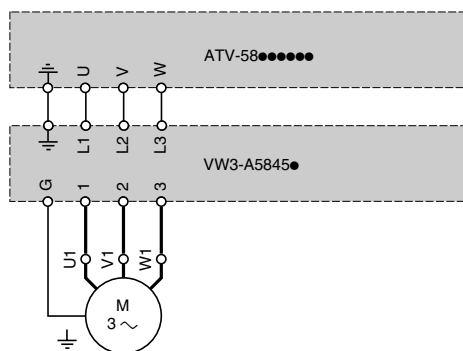 ATV-58●●●●●●
U V W
L1 L2 L3
VW3-A5845●
G 1 2 3
U1 V1 W1
M
3 ~